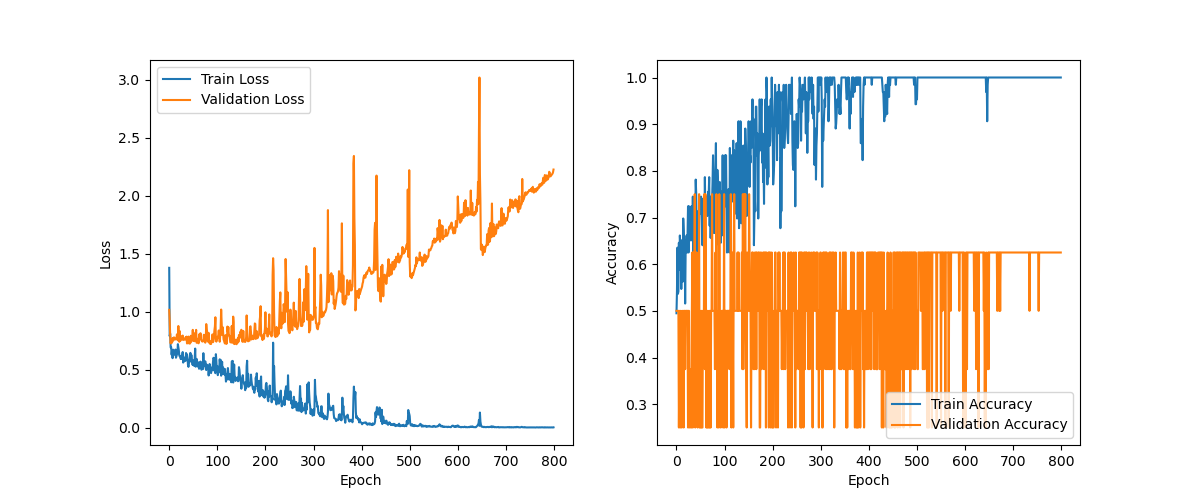 Train Loss
Validation Loss
3.0
2.5
2.0
1.5
1.0
0.5
0.0
Loss
0 100 200 300 400 500 600 700 800
Epoch
1.0
0.9
0.8
0.7
0.6
0.5
0.4
0.3
Accuracy
Train Accuracy
Validation Accuracy
0 100 200 300 400 500 600 700 800
Epoch